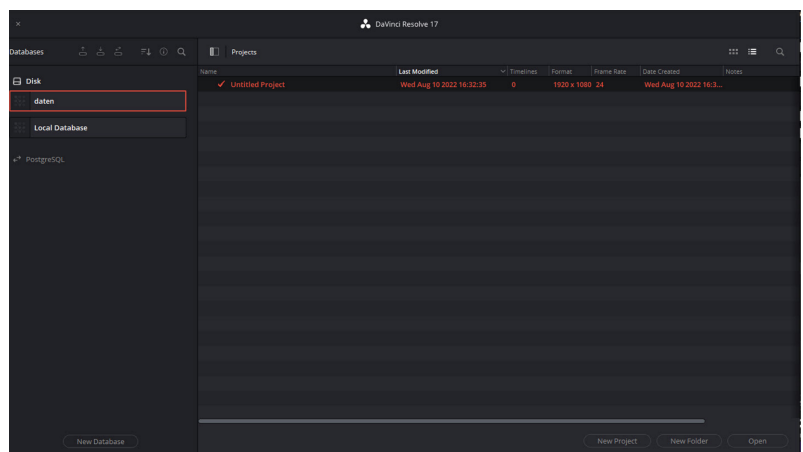 DaVinci Resolve 17
Databases
Projects
Name Last Modified Timelines Format Frame Rate Date Created Notes
Disk
Untitled Project Wed Aug 10 2022 16:32:35 0 1920 x 1080 24 Wed Aug 10 2022 16:3...
daten
Local Database
PostgreSQL
New Database
New Project New Folder Open